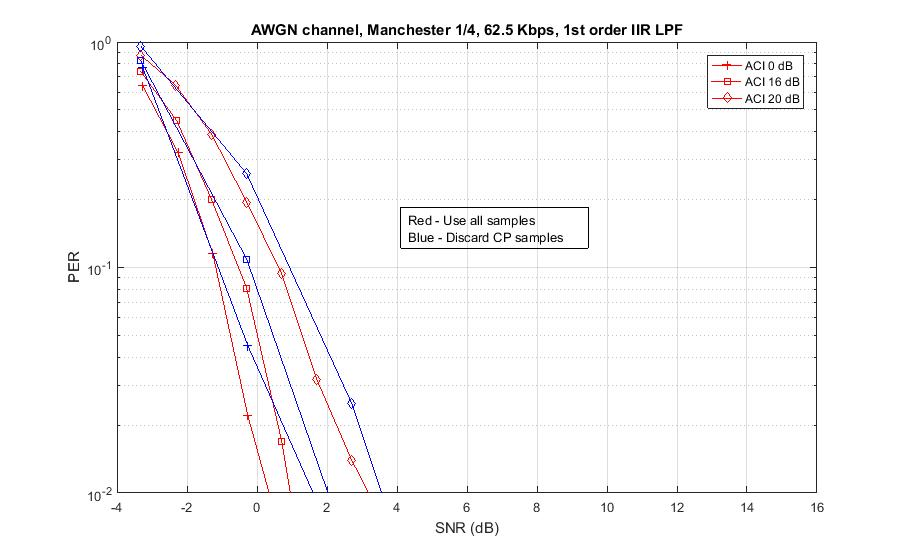 AWGN channel, Manchester 1/4, 62.5 Kbps, 1st order IIR LPF
10^0
ACI 0 dB
ACI 16 dB
ACI 20 dB
Red - Use all samples
Blue - Discard CP samples
PER
10^-1
10^-2
-4 -2 0 2 4 6 8 10 12 14 16
SNR (dB)